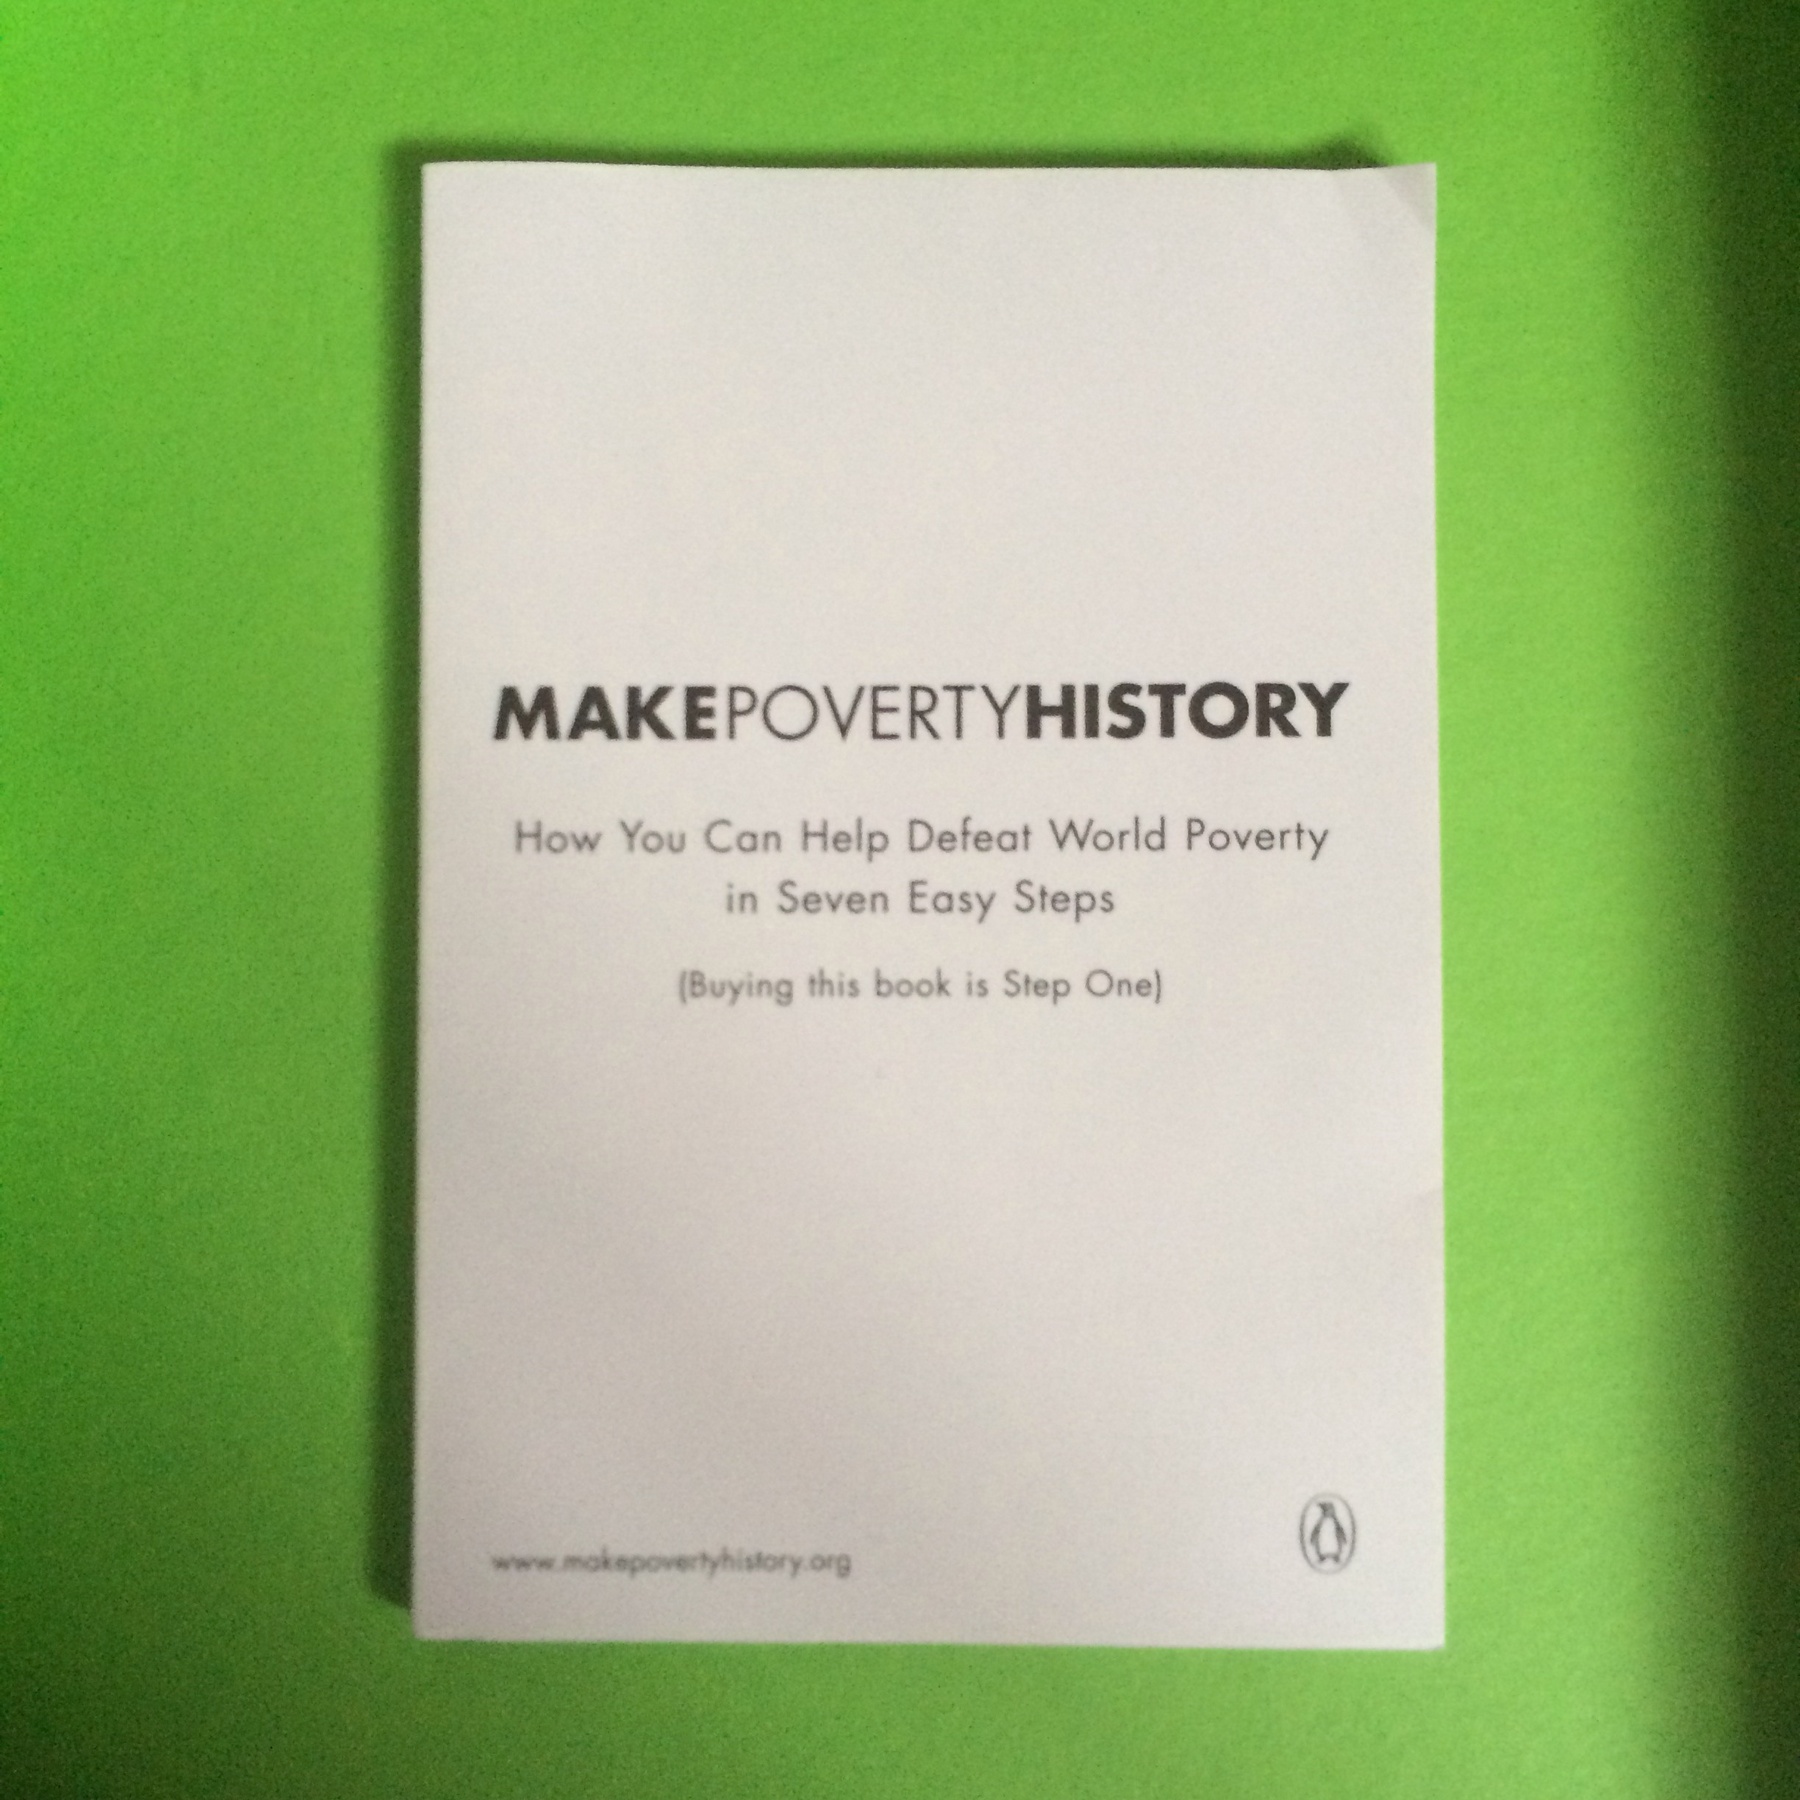 MAKEPOVERTYHISTORY
How You Can Help Defeat World Poverty
in Seven Easy Steps
(Buying this book is Step One)
www.makepovertyhistory.org